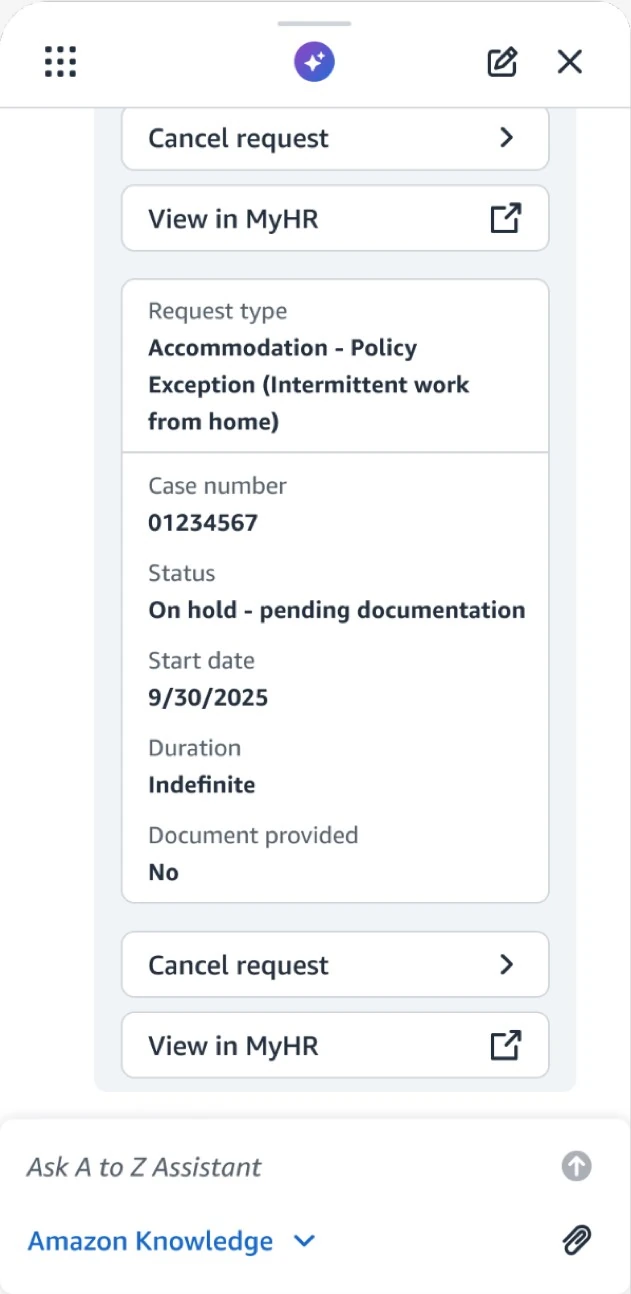 Cancel request
View in MyHR
Request type
Accommodation - Policy
Exception (Intermittent work
from home)
Case number
01234567
Status
On hold - pending documentation
Start date
9/30/2025
Duration
Indefinite
Document provided
No
Cancel request
View in MyHR
Ask A to Z Assistant
Amazon Knowledge